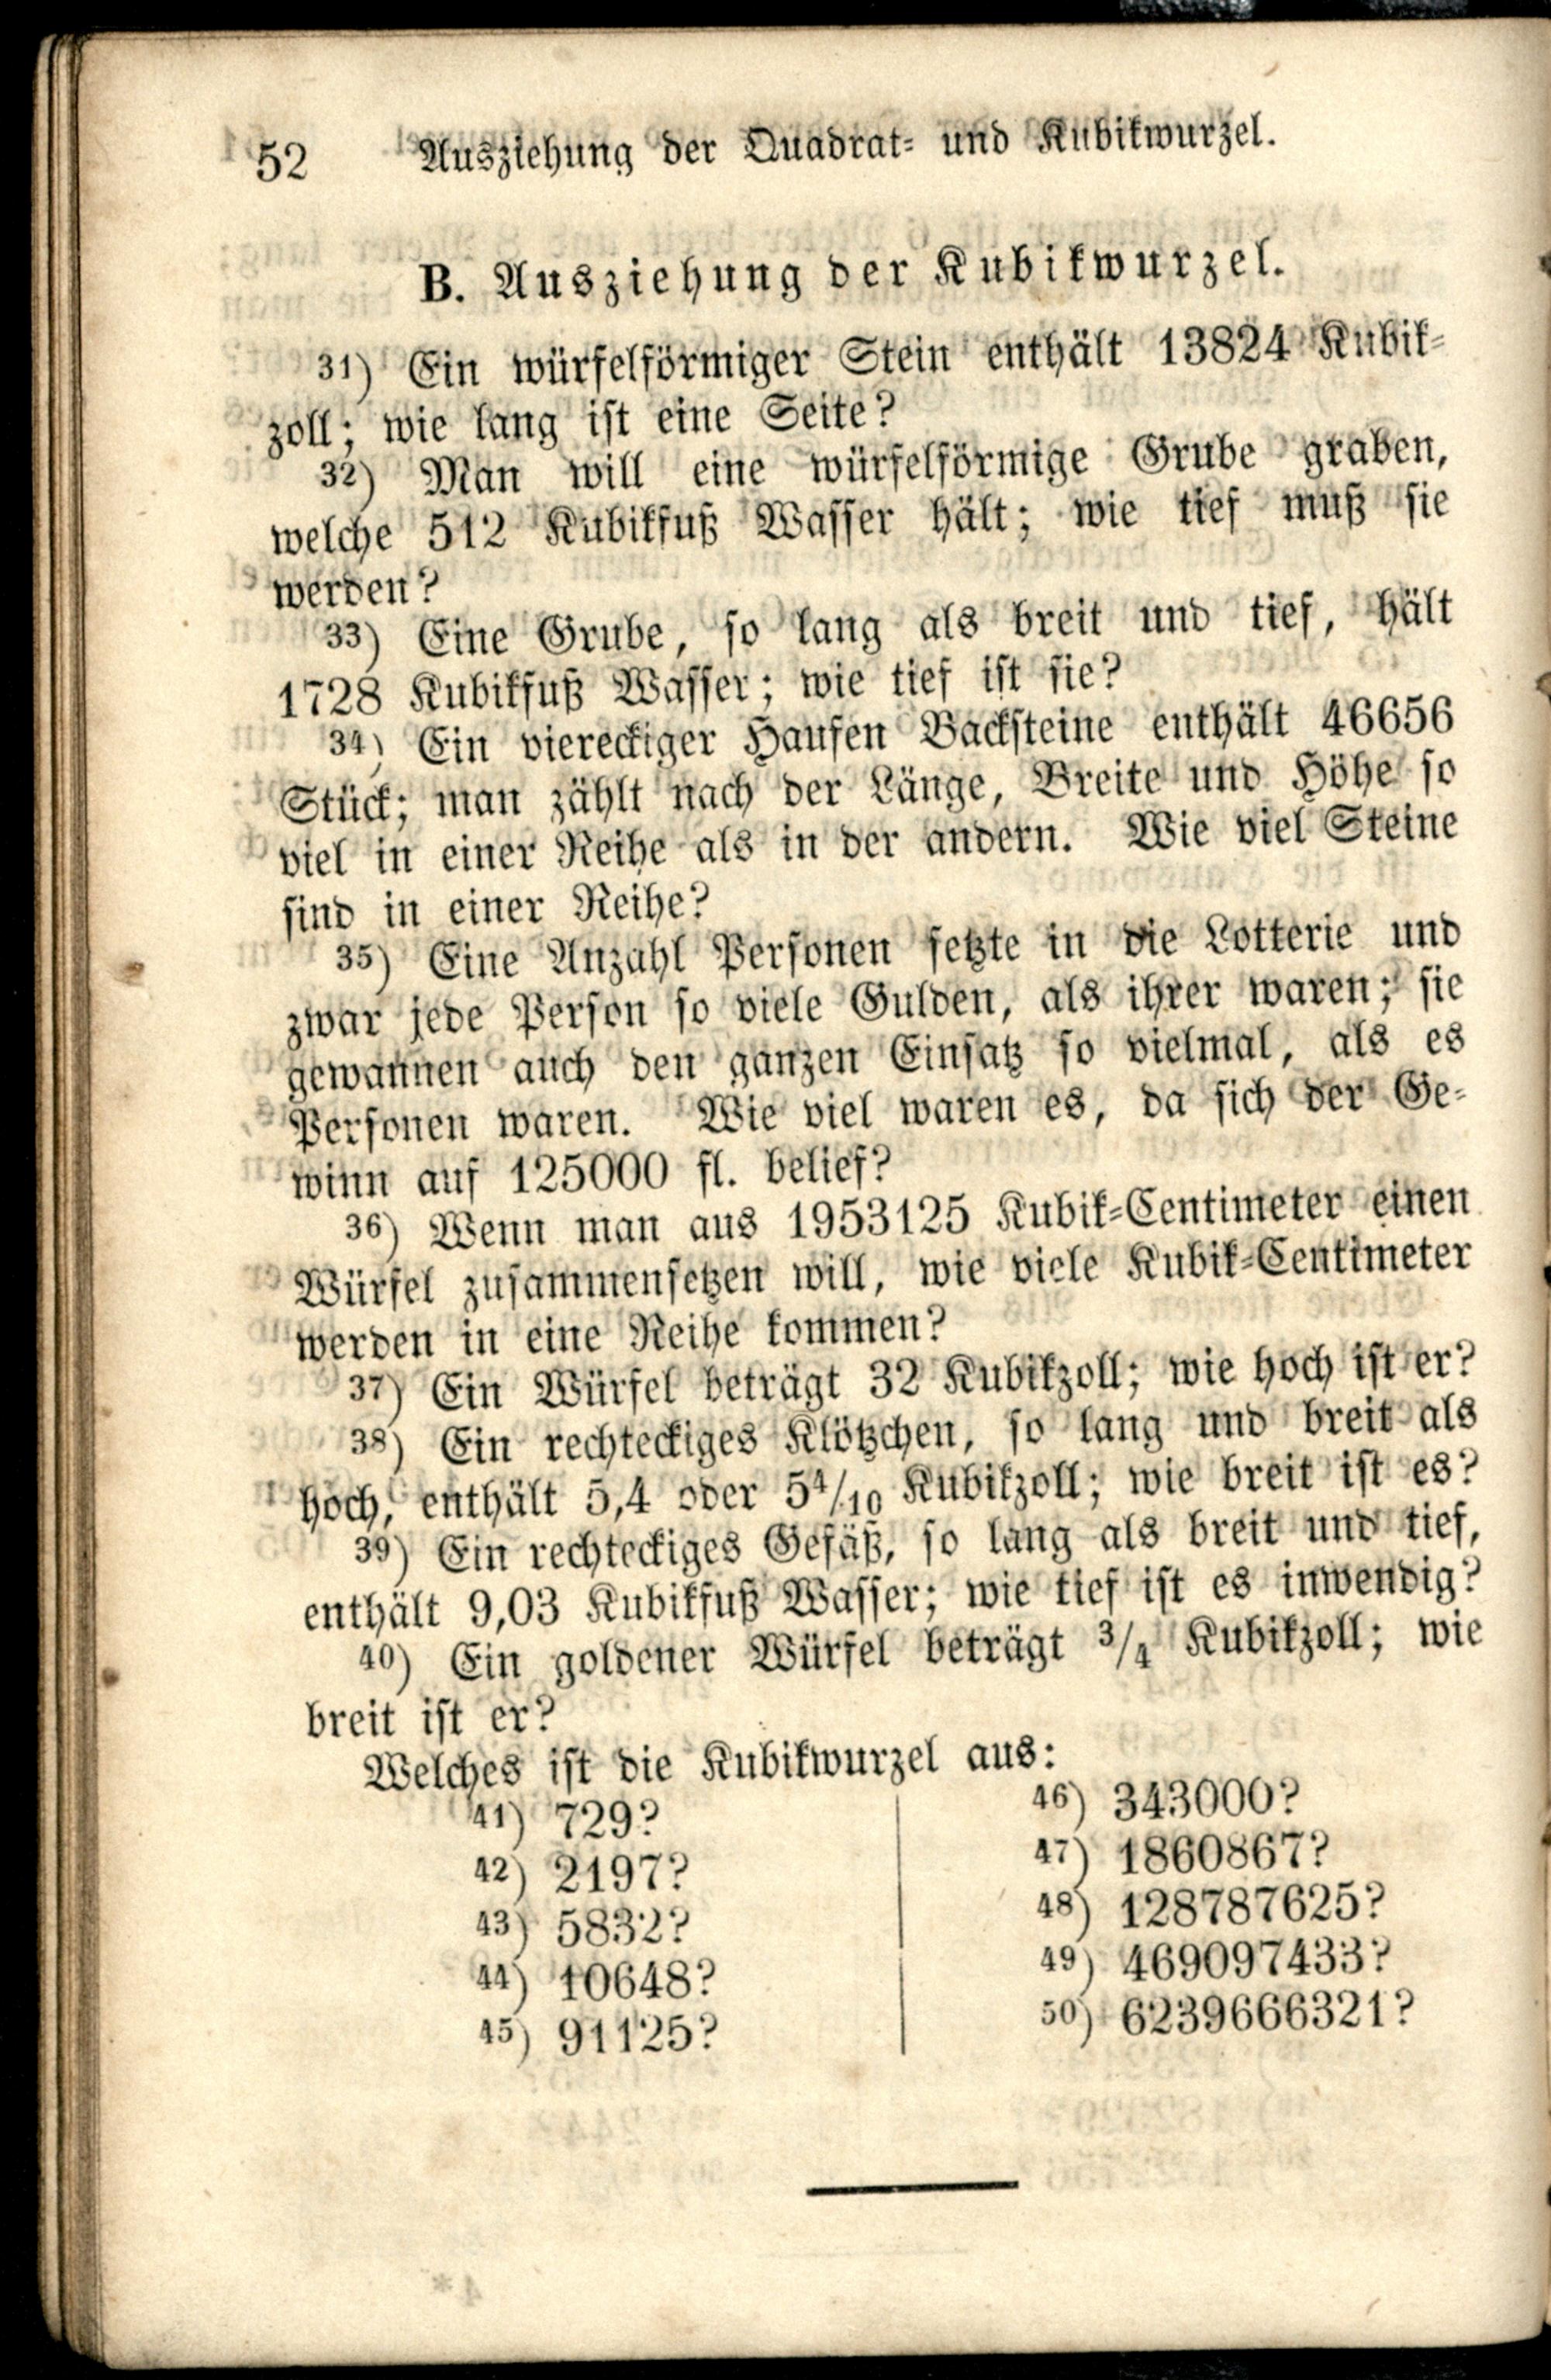 52 Ausziehung der Quadrat- und Kubikwurzel.
B. Ausziehung der Kubikwurzel.
31) Ein würfelförmiger Stein enthält 13824 Kubik-
zoll; wie lang ist eine Seite?
32) Man will eine würfelförmige Grube graben,
welche 512 Kubikfuß Wasser hält; wie tief muß sie
werden?
33) Eine Grube, so lang als breit und tief, hält
1728 Kubikfuß Wasser; wie tief ist sie?
34) Ein viereckiger Haufen Backsteine enthält 46656
Stück; man zählt nach der Länge, Breite und Höhe so
viel in einer Reihe als in der andern. Wie viel Steine
sind in einer Reihe?
35) Eine Anzahl Personen setzte in die Lotterie und
zwar jede Person so viele Gulden, als ihrer waren; sie
gewannen auch den ganzen Einsatz so vielmal, als es
Personen waren. Wie viel waren es, da sich der Ge-
winn auf 125000 fl. belief?
36) Wenn man aus 1953125 Kubik-Centimeter einen
Würfel zusammensetzen will, wie viele Kubik-Centimeter
werden in eine Reihe kommen?
37) Ein Würfel beträgt 32 Kubikzoll; wie hoch ist er?
38) Ein rechteckiges Klötzchen, so lang und breit als
hoch, enthält 5,4 oder 5 4/10 Kubikzoll; wie breit ist es?
39) Ein rechteckiges Gefäß, so lang als breit und tief,
enthält 9,03 Kubikfuß Wasser; wie tief ist es inwendig?
40) Ein goldener Würfel beträgt 3/4 Kubikzoll; wie
breit ist er?
Welches ist die Kubikwurzel aus:
41) 729?
42) 2197?
43) 5832?
44) 10648?
45) 91125?
46) 343000?
47) 1860867?
48) 128787625?
49) 469097433?
50) 6239666321?